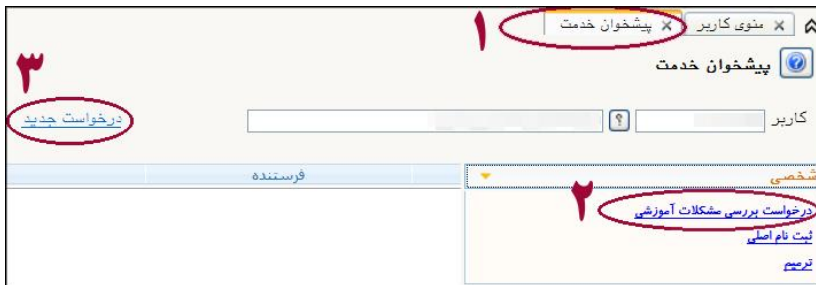 منوی کاربر × پیشخوان خدمت × ۱
پیشخوان خدمت
۳
کاربر ؟ درخواست جدید
شخصی فرستنده
درخواست بررسی مشکلات آموزشی ۲
ثبت نام اصلی
ترمیم